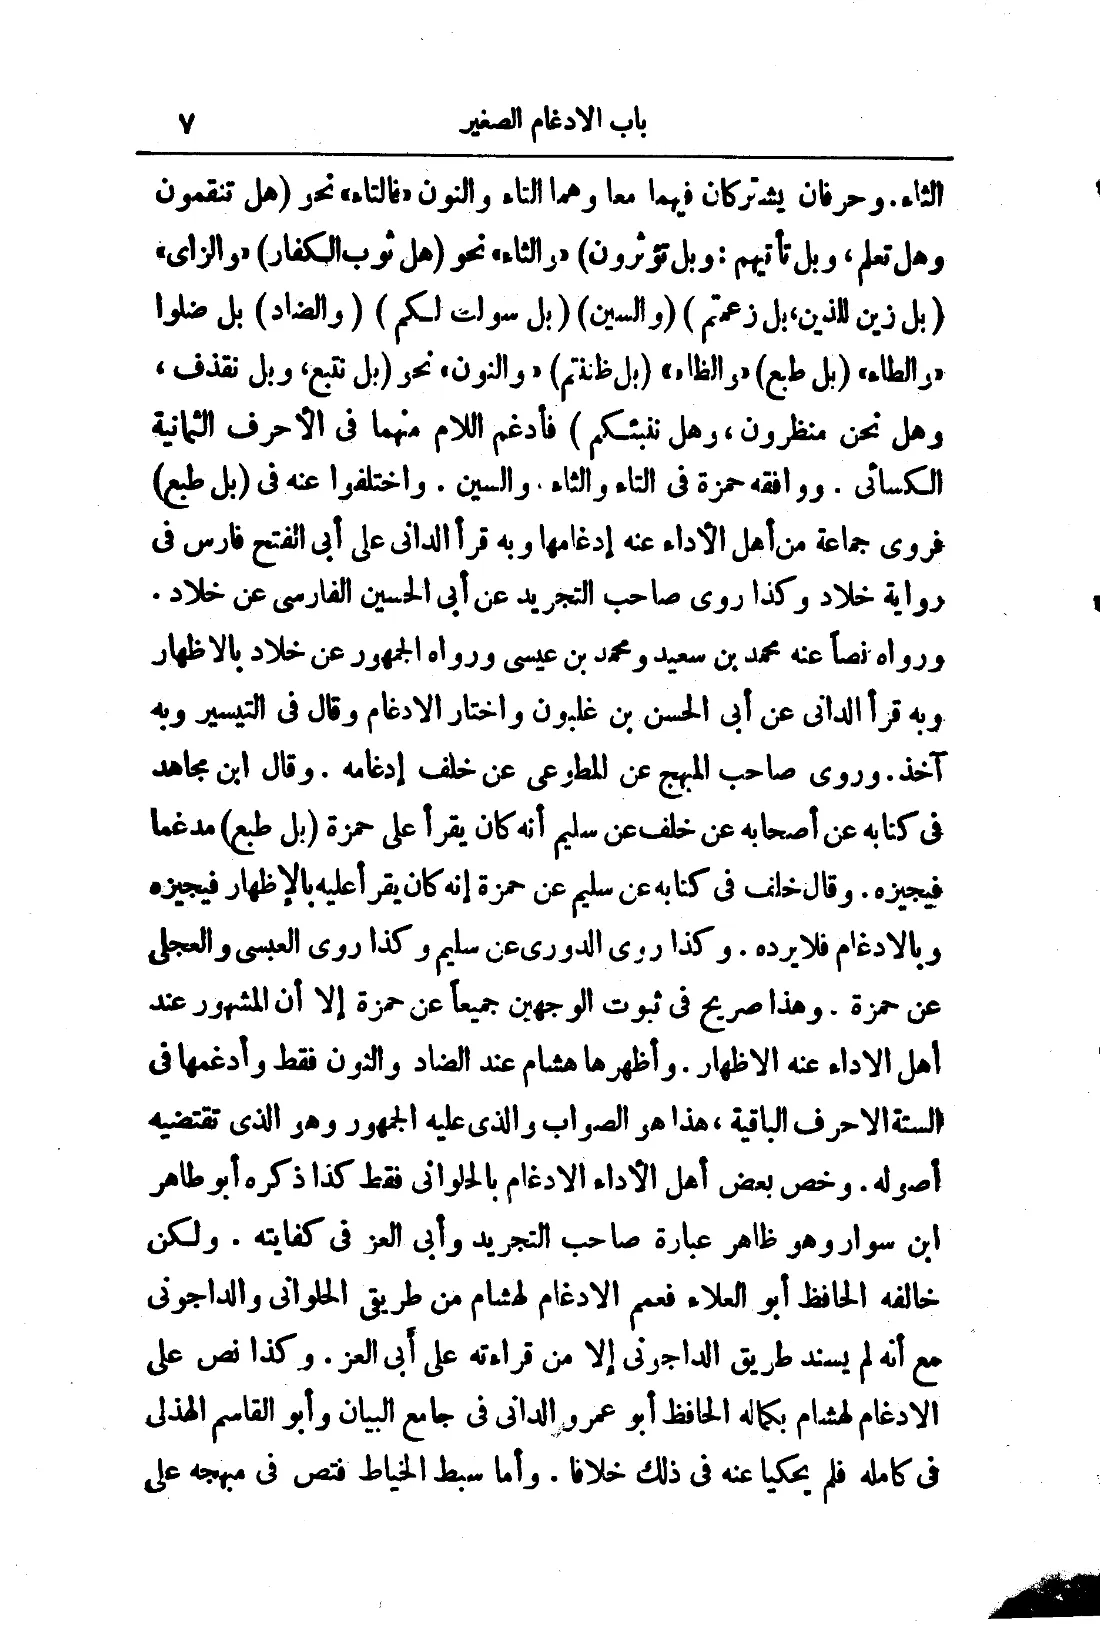 باب الادغام الصغير ٧
الثاء. وحرفان يشتركان فيهما معا وهما التاء والنون «فالتاء» نحو (هل تنقمون
وهل تعلم، وبل تأتيهم: وبل تؤثرون) «والثاء» نحو (هل ثوب الكفار) «والزاى»
(بل زين للذين، بل زعمتم) (والسين) (بل سولت لكم) (والضاد) بل ضلوا
«والطاء» (بل طبع) «والظاء» (بل ظننتم) «والنون» نحو (بل نتبع، وبل نقذف،
وهل نحن منظرون، وهل ننبئكم) فأدغم اللام منهما فى الأحرف الثمانية
الكسائى. ووافقه حمزة فى التاء والثاء. والسين. واختلفوا عنه فى (بل طبع)
فروى جماعة من أهل الأداء عنه إدغامها وبه قرأ الدانى على أبى الفتح فارس فى
رواية خلاد وكذا روى صاحب التجريد عن أبى الحسين الفارسى عن خلاد.
ورواه نصاً عنه محمد بن سعيد ومحمد بن عيسى ورواه الجمهور عن خلاد بالاظهار
وبه قرأ الدانى عن أبى الحسن بن غلبون واختار الادغام وقال فى التيسير وبه
آخذ. وروى صاحب المبهج عن المطوعى عن خلف إدغامه. وقال ابن مجاهد
فى كتابه عن أصحابه عن خلف عن سليم أنه كان يقرأ على حمزة (بل طبع) مدغما
فيجيزه. وقال خلف فى كتابه عن سليم عن حمزة إنه كان يقرأ عليه بالإظهار فيجيزه
وبالادغام فلايرده. وكذا روى الدورى عن سليم وكذا روى العبسى والعجلى
عن حمزة. وهذا صريح فى ثبوت الوجهين جميعاً عن حمزة إلا أن المشهور عند
أهل الاداء عنه الاظهار. وأظهرها هشام عند الضاد والنون فقط وأدغمها فى
الستة الاحرف الباقية، هذا هو الصواب والذى عليه الجمهور وهو الذى تقتضيه
أصوله. وخص بعض أهل الأداء الادغام بالحلوانى فقط كذا ذكره أبو طاهر
ابن سوار وهو ظاهر عبارة صاحب التجريد وأبى العز فى كفايته. ولكن
خالفه الحافظ أبو العلاء فعمم الادغام لهشام من طريقى الحلوانى والداجونى
مع أنه لم يسند طريق الداجونى إلا من قراءته على أبى العز. وكذا نص على
الادغام لهشام بكماله الحافظ أبو عمرو الدانى فى جامع البيان وأبو القاسم الهذلى
فى كامله فلم يحكيا عنه فى ذلك خلافا. وأما سبط الخياط فنص فى مبهجه على